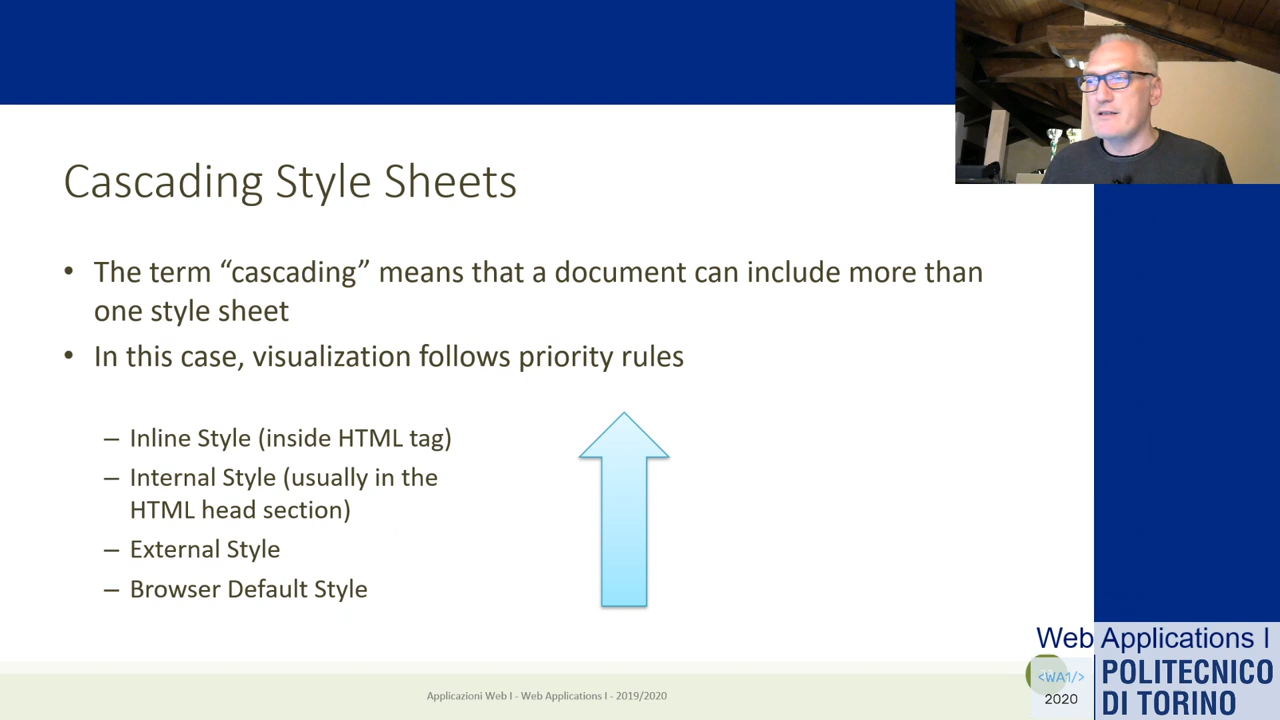 Cascading Style Sheets
• The term “cascading” means that a document can include more than
one style sheet
• In this case, visualization follows priority rules
– Inline Style (inside HTML tag)
– Internal Style (usually in the
HTML head section)
– External Style
– Browser Default Style
Applicazioni Web I - Web Applications I - 2019/2020
Web Applications I
<WA1/>
2020
POLITECNICO
DI TORINO